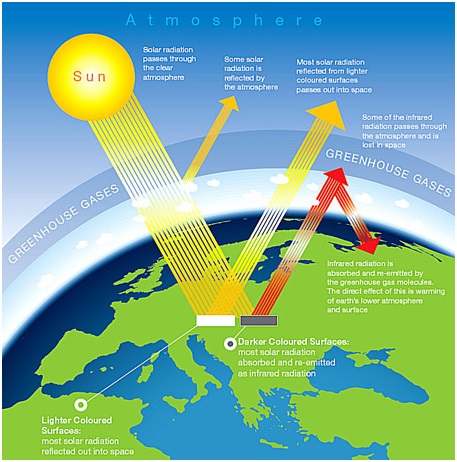 Atmosphere
Sun
Solar radiation
passes through
the clear
atmosphere
Some solar
radiation is
reflected by
the atmosphere
Most solar radiation
reflected from lighter
coloured surfaces
passes out into space
Some of the infrared
radiation passes through
the atmosphere and is
lost in space
GREENHOUSE GASES
GREENHOUSE GASES
Infrared radiation is
absorbed and re-emitted by
the greenhouse gas molecules.
The direct effect of this is warming
of earth's lower atmosphere
and surface
Darker Coloured Surfaces:
most solar radiation
absorbed and re-emitted
as infrared radiation
Lighter Coloured
Surfaces:
most solar radiation
reflected out into space